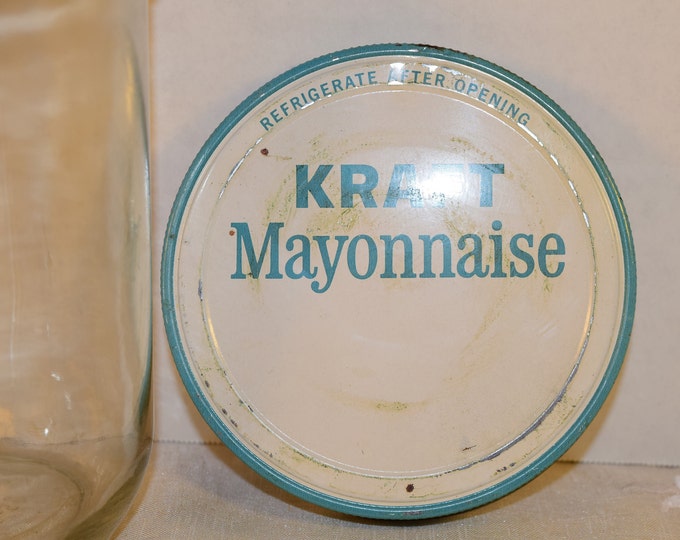 REFRIGERATE AFTER OPENING
KRAFT
Mayonnaise